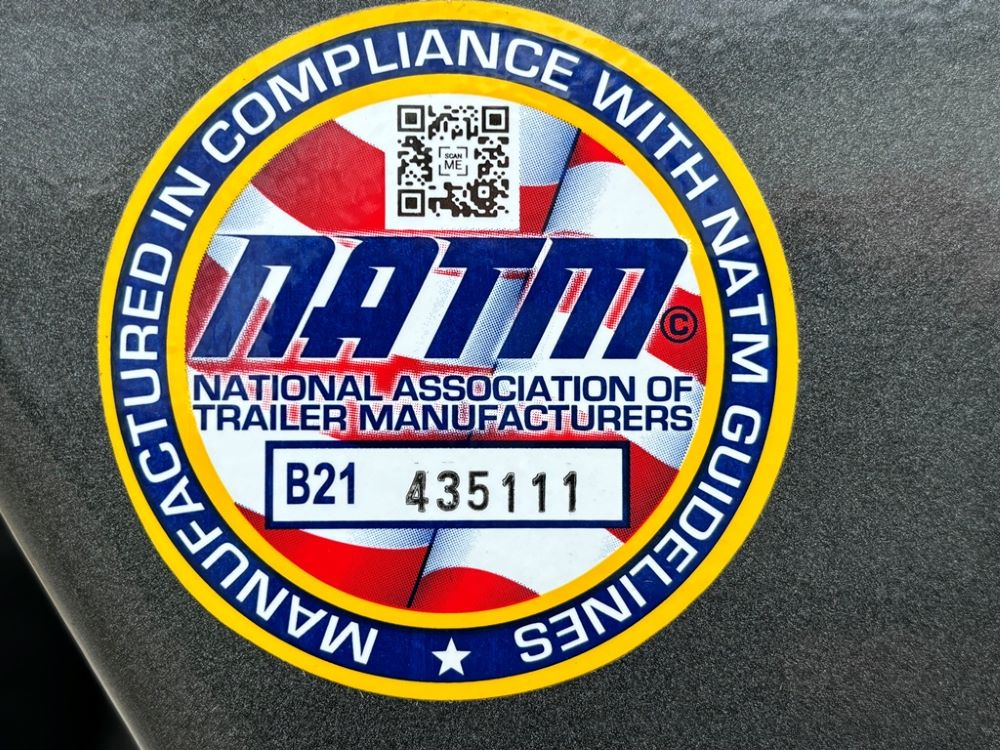 MANUFACTURED IN COMPLIANCE WITH NATM GUIDELINES
SCAN
ME
NATM
©
NATIONAL ASSOCIATION OF
TRAILER MANUFACTURERS
B21 435111